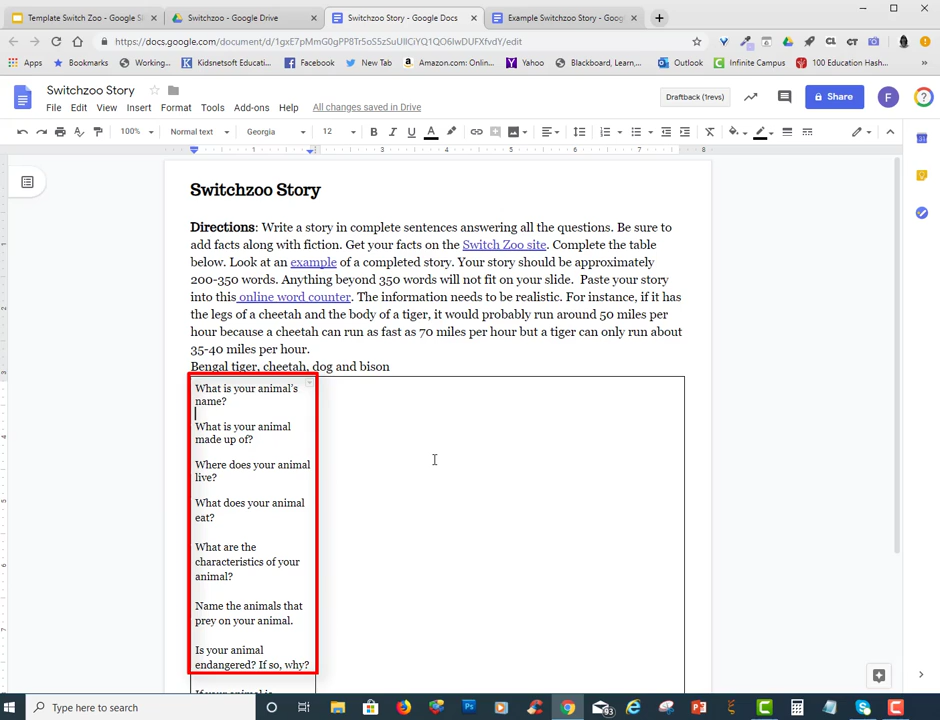 Template Switch Zoo - Google Sl
Switchzoo - Google Drive
Switchzoo Story - Google Docs
Example Switchzoo Story - Goog
https://docs.google.com/document/d/1gxE7pMmG0gPP8Tr5oS5zSuUIlCiYQ1QO6lwDUFXfvdY/edit
Apps
Bookmarks
Working...
Kidsnetsoft Educati...
Facebook
New Tab
Amazon.com: Onlin...
Yahoo
Blackboard, Learn,...
Outlook
Infinite Campus
100 Education Hash...
Switchzoo Story
File Edit View Insert Format Tools Add-ons Help All changes saved in Drive
Draftback (1revs)
Share
F
100% Normal text Georgia 12 B I U A
Switchzoo Story
Directions: Write a story in complete sentences answering all the questions. Be sure to
add facts along with fiction. Get your facts on the Switch Zoo site. Complete the table
below. Look at an example of a completed story. Your story should be approximately
200-350 words. Anything beyond 350 words will not fit on your slide. Paste your story
into this online word counter. The information needs to be realistic. For instance, if it has
the legs of a cheetah and the body of a tiger, it would probably run around 50 miles per
hour because a cheetah can run as fast as 70 miles per hour but a tiger can only run about
35-40 miles per hour.
Bengal tiger, cheetah, dog and bison
What is your animal's
name?
What is your animal
made up of?
Where does your animal
live?
What does your animal
eat?
What are the
characteristics of your
animal?
Name the animals that
prey on your animal.
Is your animal
endangered? If so, why?
If your animal is
Type here to search
93